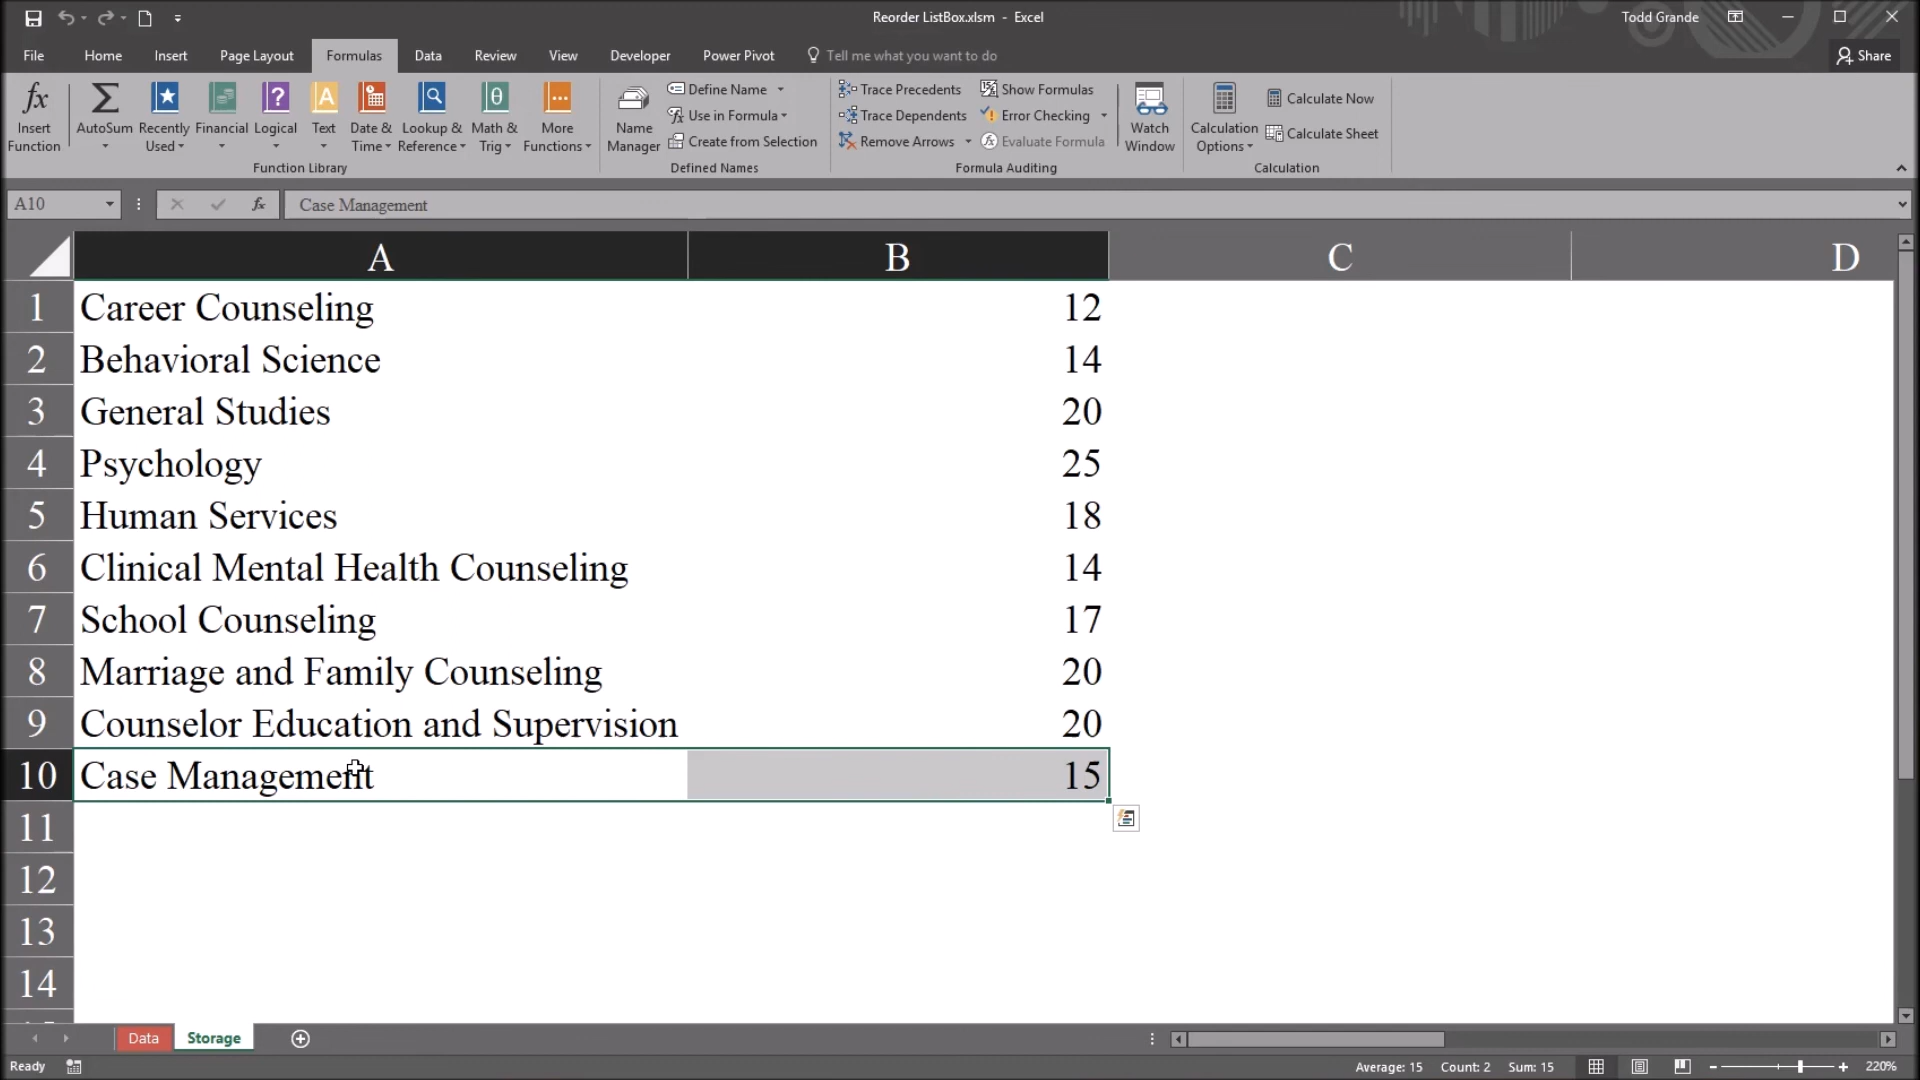 Reorder ListBox.xlsm - Excel
Todd Grande
File Home Insert Page Layout Formulas Data Review View Developer Power Pivot Tell me what you want to do
Share
Insert Function
AutoSum
Recently Used
Financial
Logical
Text
Date & Time
Lookup & Reference
Math & Trig
More Functions
Function Library
Name Manager
Define Name
Use in Formula
Create from Selection
Defined Names
Trace Precedents
Trace Dependents
Remove Arrows
Show Formulas
Error Checking
Evaluate Formula
Formula Auditing
Watch Window
Calculation Options
Calculate Now
Calculate Sheet
Calculation
A10 fx Case Management
A B C D
1 Career Counseling 12
2 Behavioral Science 14
3 General Studies 20
4 Psychology 25
5 Human Services 18
6 Clinical Mental Health Counseling 14
7 School Counseling 17
8 Marriage and Family Counseling 20
9 Counselor Education and Supervision 20
10 Case Management 15
11
12
13
14
Data Storage
Ready Average: 15 Count: 2 Sum: 15 220%